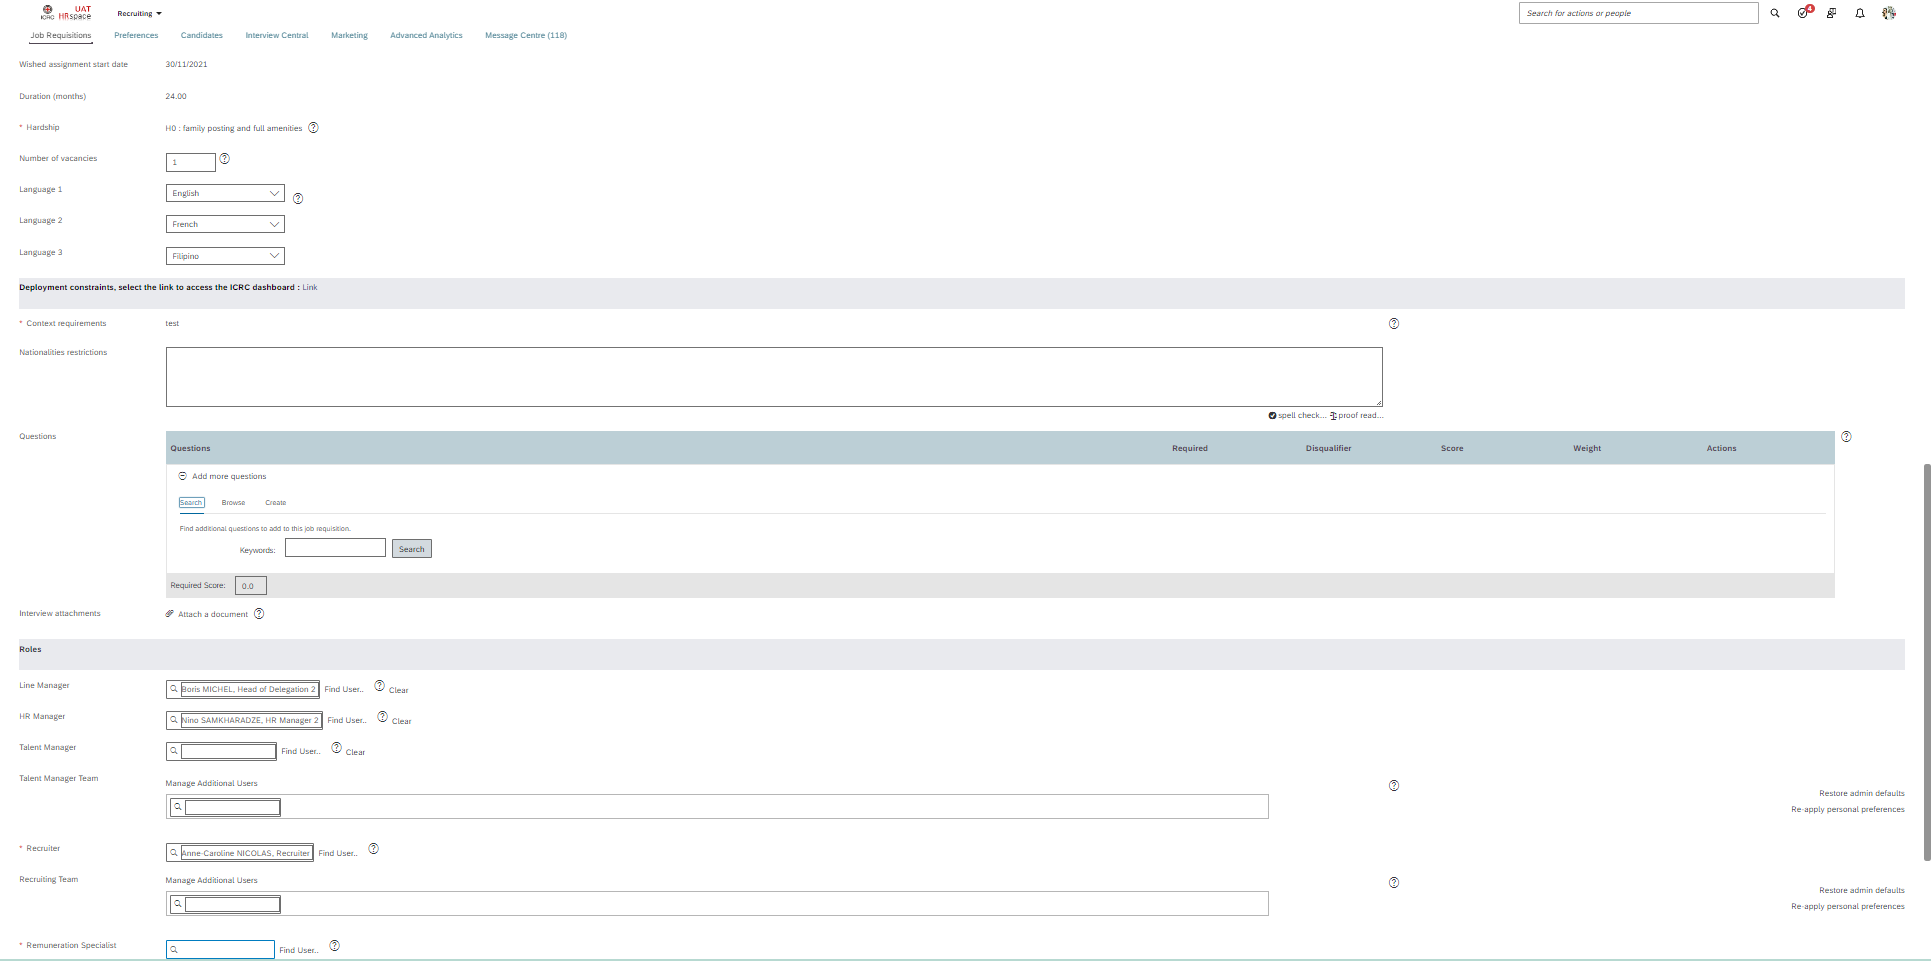 UAT
ICRC HRspace
Recruiting
Search for actions or people
4
Job Requisitions Preferences Candidates Interview Central Marketing Advanced Analytics Message Centre (118)
Wished assignment start date 30/11/2021
Duration (months) 24.00
* Hardship H0 : family posting and full amenities ?
Number of vacancies 1 ?
Language 1 English ?
Language 2 French
Language 3 Filipino
Deployment constraints, select the link to access the ICRC dashboard : Link
* Context requirements test ?
Nationalities restrictions
spell check... proof read...
Questions ?
Questions Required Disqualifier Score Weight Actions
Add more questions
Search Browse Create
Find additional questions to add to this job requisition.
Keywords: Search
Required Score: 0.0
Interview attachments Attach a document ?
Roles
Line Manager Boris MICHEL, Head of Delegation 2 Find User.. ? Clear
HR Manager Nino SAMKHARADZE, HR Manager 2 Find User.. ? Clear
Talent Manager Find User.. ? Clear
Talent Manager Team Manage Additional Users ?
Restore admin defaults
Re-apply personal preferences
* Recruiter Anne-Caroline NICOLAS, Recruiter Find User.. ?
Recruiting Team Manage Additional Users ?
Restore admin defaults
Re-apply personal preferences
* Remuneration Specialist Find User.. ?